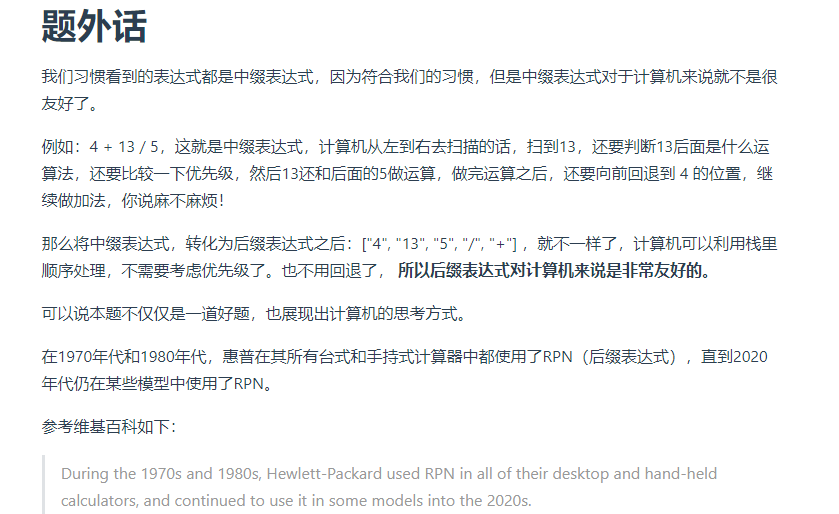 题外话
我们习惯看到的表达式都是中缀表达式，因为符合我们的习惯，但是中缀表达式对于计算机来说就不是很
友好了。
例如：4 + 13 / 5，这就是中缀表达式，计算机从左到右去扫描的话，扫到13，还要判断13后面是什么运
算法，还要比较一下优先级，然后13还和后面的5做运算，做完运算之后，还要向前回退到 4 的位置，继
续做加法，你说麻不麻烦！
那么将中缀表达式，转化为后缀表达式之后：["4", "13", "5", "/", "+"] ，就不一样了，计算机可以利用栈里
顺序处理，不需要考虑优先级了。也不用回退了， 所以后缀表达式对计算机来说是非常友好的。
可以说本题不仅仅是一道好题，也展现出计算机的思考方式。
在1970年代和1980年代，惠普在其所有台式和手持式计算器中都使用了RPN（后缀表达式），直到2020
年代仍在某些模型中使用了RPN。
参考维基百科如下：
During the 1970s and 1980s, Hewlett-Packard used RPN in all of their desktop and hand-held
calculators, and continued to use it in some models into the 2020s.